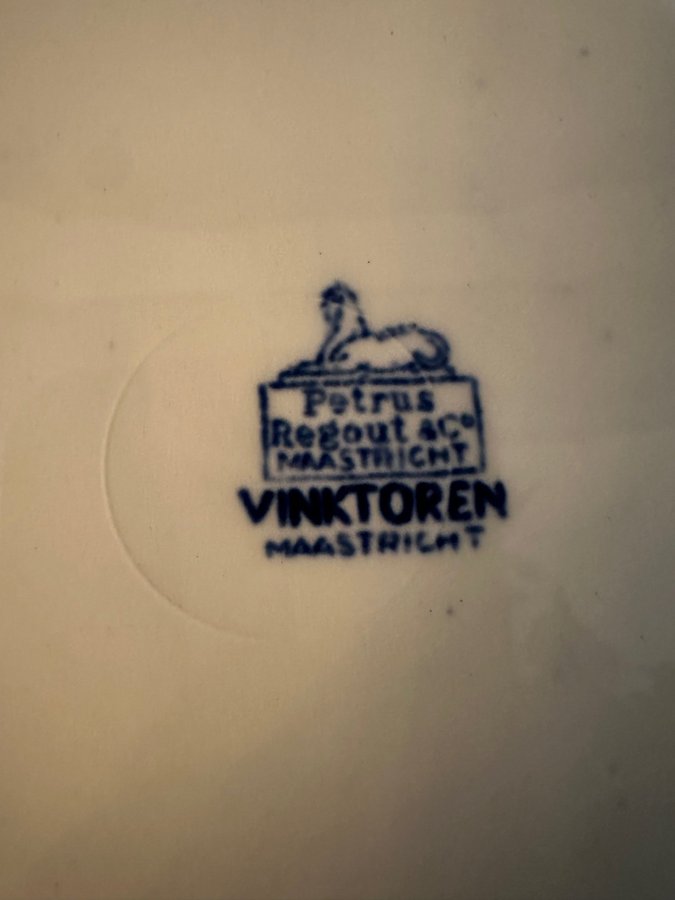 Petrus
Regout & Co
MAASTRICHT
VINKTOREN
MAASTRICHT